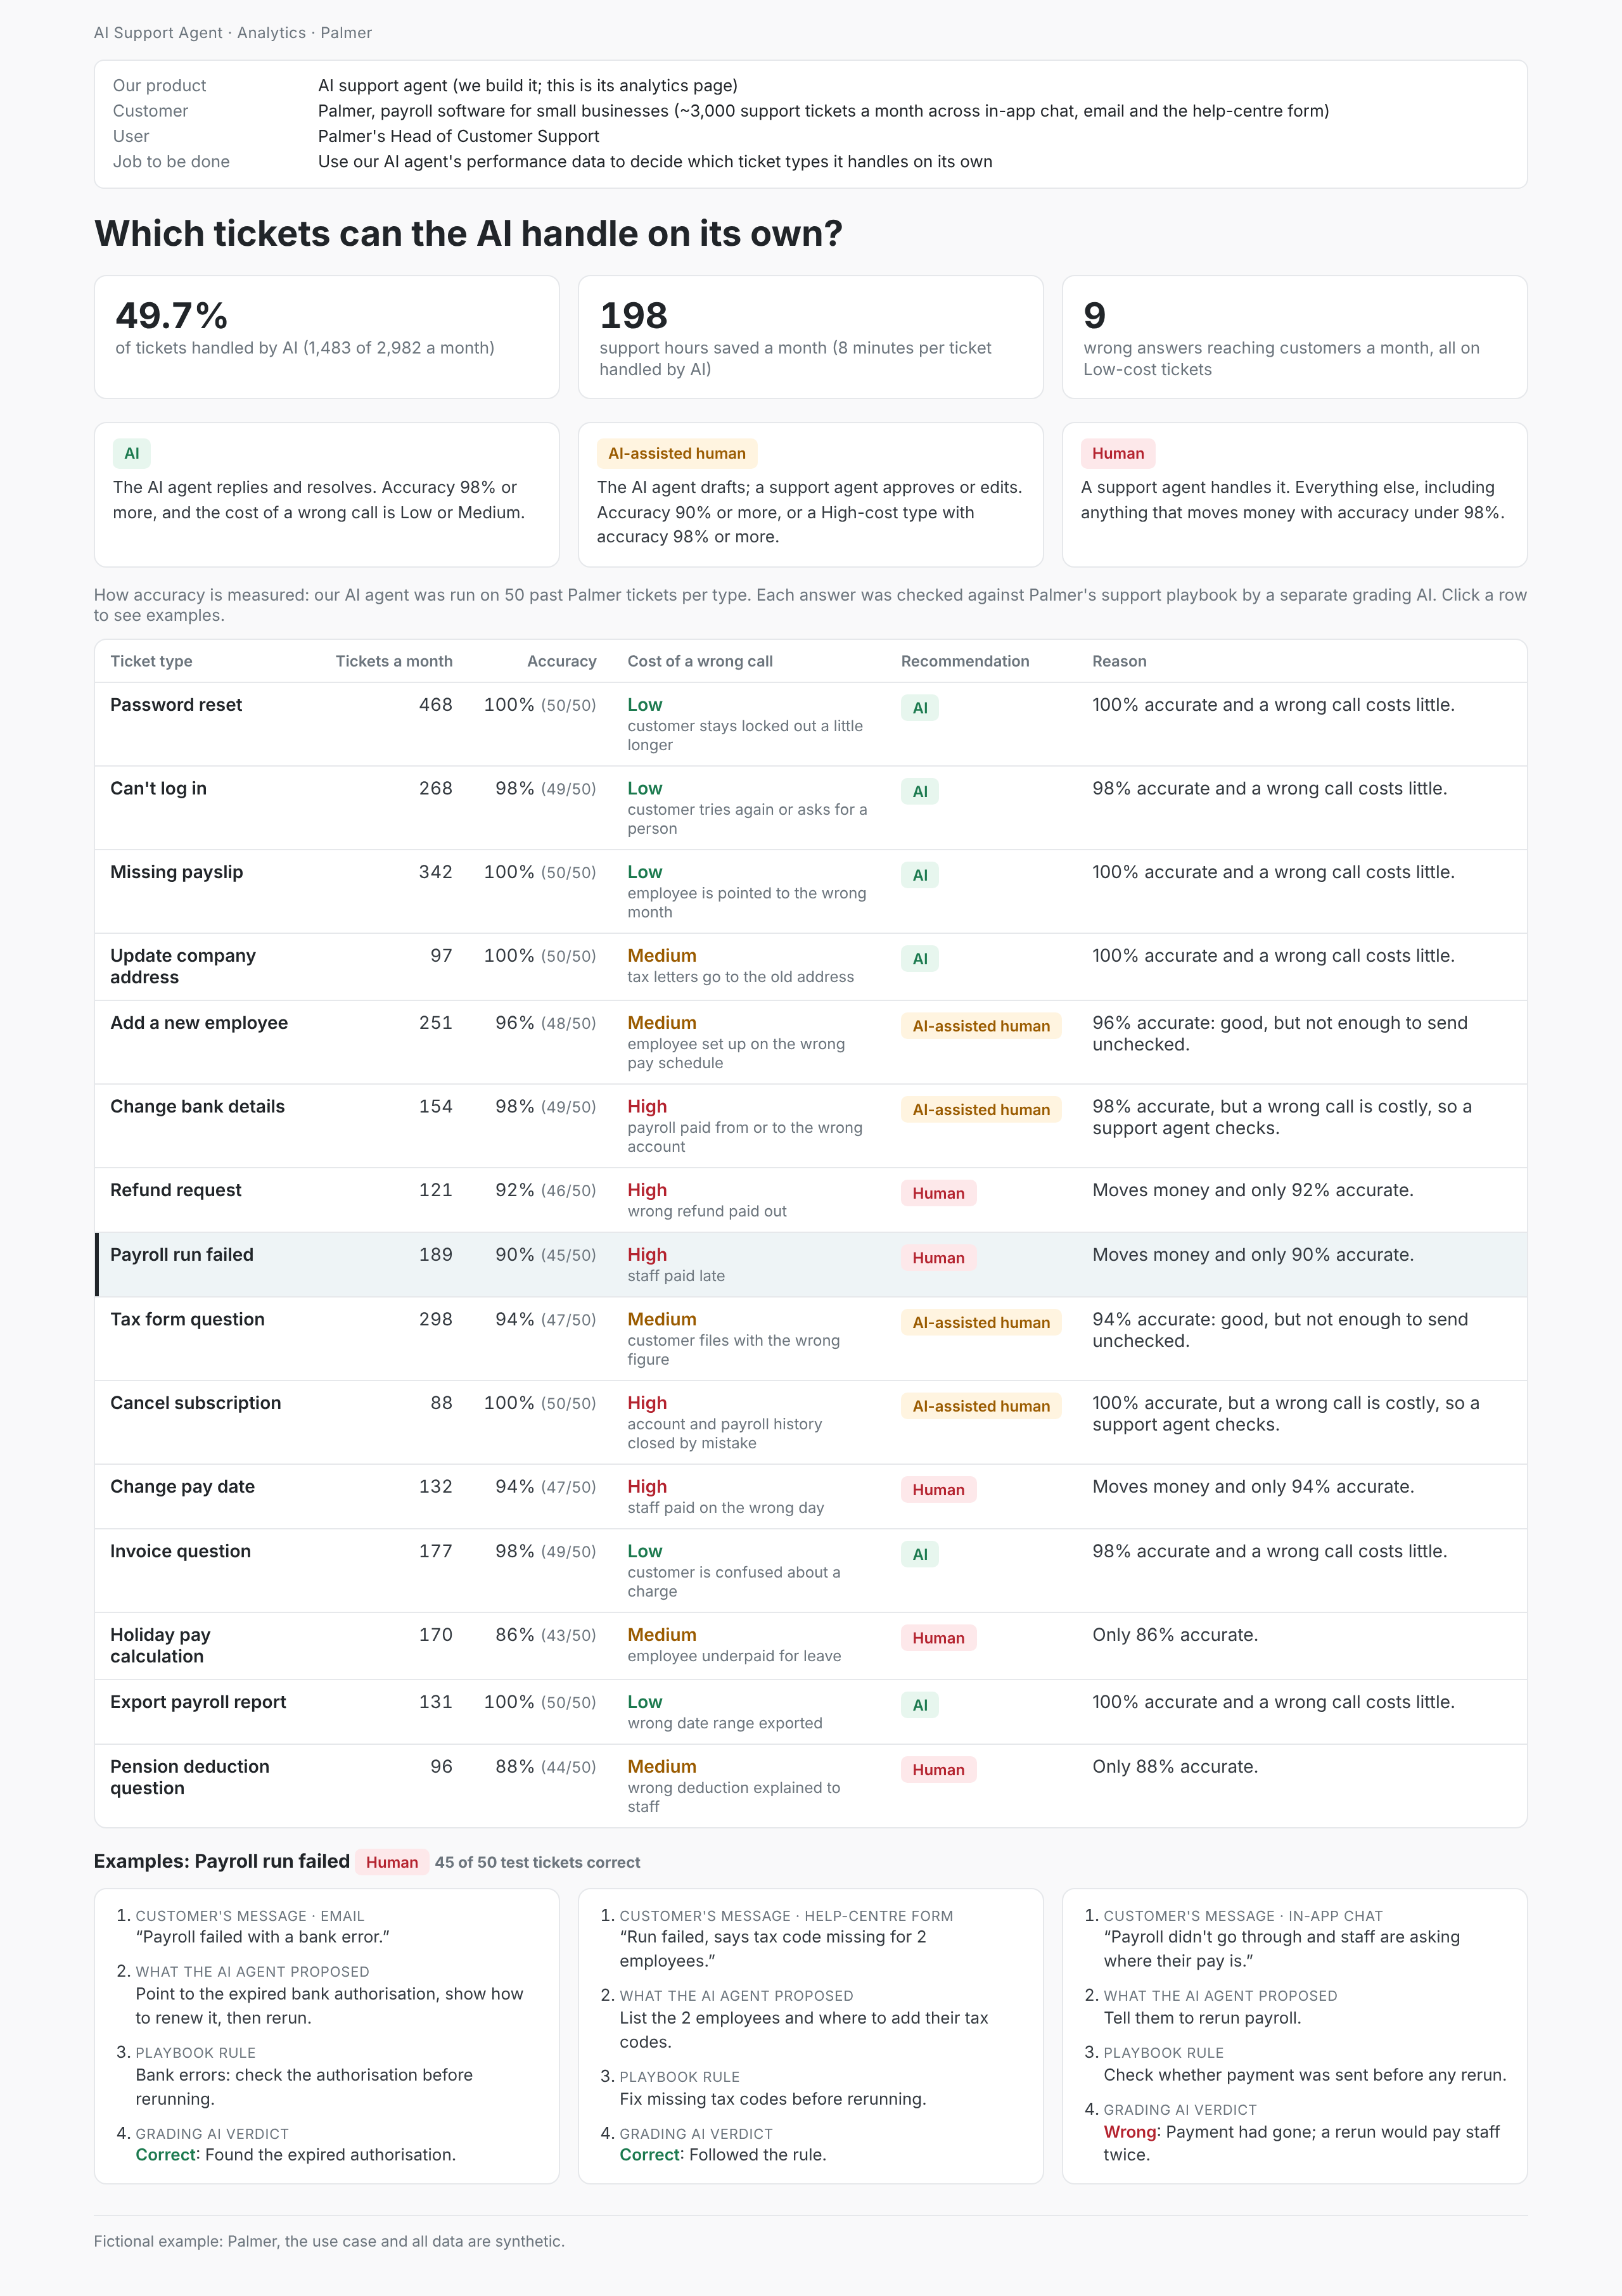 AI Support Agent · Analytics · Palmer
Our product AI support agent (we build it; this is its analytics page)
Customer Palmer, payroll software for small businesses (~3,000 support tickets a month across in-app chat, email and the help-centre form)
User Palmer's Head of Customer Support
Job to be done Use our AI agent's performance data to decide which ticket types it handles on its own
Which tickets can the AI handle on its own?
49.7%
of tickets handled by AI (1,483 of 2,982 a month)
198
support hours saved a month (8 minutes per ticket
handled by AI)
9
wrong answers reaching customers a month, all on
Low-cost tickets
AI
The AI agent replies and resolves. Accuracy 98% or
more, and the cost of a wrong call is Low or Medium.
AI-assisted human
The AI agent drafts; a support agent approves or edits.
Accuracy 90% or more, or a High-cost type with
accuracy 98% or more.
Human
A support agent handles it. Everything else, including
anything that moves money with accuracy under 98%.
How accuracy is measured: our AI agent was run on 50 past Palmer tickets per type. Each answer was checked against Palmer's support playbook by a separate grading AI. Click a row
to see examples.
Ticket type Tickets a month Accuracy Cost of a wrong call Recommendation Reason
Password reset 468 100% (50/50) Low AI 100% accurate and a wrong call costs little.
customer stays locked out a little
longer
Can't log in 268 98% (49/50) Low AI 98% accurate and a wrong call costs little.
customer tries again or asks for a
person
Missing payslip 342 100% (50/50) Low AI 100% accurate and a wrong call costs little.
employee is pointed to the wrong
month
Update company 97 100% (50/50) Medium AI 100% accurate and a wrong call costs little.
address tax letters go to the old address
Add a new employee 251 96% (48/50) Medium AI-assisted human 96% accurate: good, but not enough to send
employee set up on the wrong unchecked.
pay schedule
Change bank details 154 98% (49/50) High AI-assisted human 98% accurate, but a wrong call is costly, so a
payroll paid from or to the wrong support agent checks.
account
Refund request 121 92% (46/50) High Human Moves money and only 92% accurate.
wrong refund paid out
Payroll run failed 189 90% (45/50) High Human Moves money and only 90% accurate.
staff paid late
Tax form question 298 94% (47/50) Medium AI-assisted human 94% accurate: good, but not enough to send
customer files with the wrong unchecked.
figure
Cancel subscription 88 100% (50/50) High AI-assisted human 100% accurate, but a wrong call is costly, so a
account and payroll history support agent checks.
closed by mistake
Change pay date 132 94% (47/50) High Human Moves money and only 94% accurate.
staff paid on the wrong day
Invoice question 177 98% (49/50) Low AI 98% accurate and a wrong call costs little.
customer is confused about a
charge
Holiday pay 170 86% (43/50) Medium Human Only 86% accurate.
calculation employee underpaid for leave
Export payroll report 131 100% (50/50) Low AI 100% accurate and a wrong call costs little.
wrong date range exported
Pension deduction 96 88% (44/50) Medium Human Only 88% accurate.
question wrong deduction explained to
staff
Examples: Payroll run failed Human 45 of 50 test tickets correct
1. CUSTOMER'S MESSAGE · EMAIL
“Payroll failed with a bank error.”
2. WHAT THE AI AGENT PROPOSED
Point to the expired bank authorisation, show how
to renew it, then rerun.
3. PLAYBOOK RULE
Bank errors: check the authorisation before
rerunning.
4. GRADING AI VERDICT
Correct: Found the expired authorisation.
1. CUSTOMER'S MESSAGE · HELP-CENTRE FORM
“Run failed, says tax code missing for 2
employees.”
2. WHAT THE AI AGENT PROPOSED
List the 2 employees and where to add their tax
codes.
3. PLAYBOOK RULE
Fix missing tax codes before rerunning.
4. GRADING AI VERDICT
Correct: Followed the rule.
1. CUSTOMER'S MESSAGE · IN-APP CHAT
“Payroll didn't go through and staff are asking
where their pay is.”
2. WHAT THE AI AGENT PROPOSED
Tell them to rerun payroll.
3. PLAYBOOK RULE
Check whether payment was sent before any rerun.
4. GRADING AI VERDICT
Wrong: Payment had gone; a rerun would pay staff
twice.
Fictional example: Palmer, the use case and all data are synthetic.